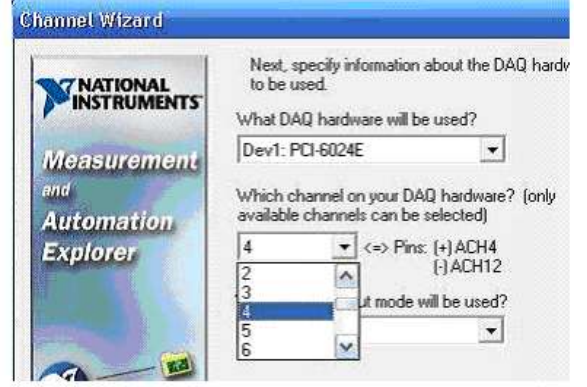 Channel Wizard
NATIONAL
INSTRUMENTS
Measurement
and
Automation
Explorer
Next, specify information about the DAQ hardw
to be used.
What DAQ hardware will be used?
Dev1: PCI-6024E
Which channel on your DAQ hardware? (only
available channels can be selected)
4 <=> Pins: (+) ACH4
(-) ACH12
2
3
4
5
6
ut mode will be used?